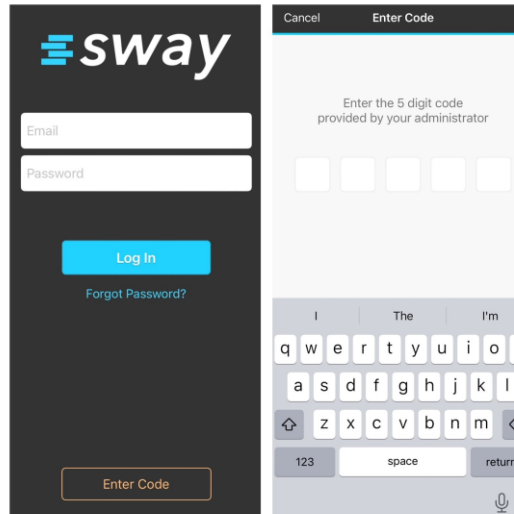 sway
Email
Password
Log In
Forgot Password?
Enter Code
Cancel Enter Code
Enter the 5 digit code
provided by your administrator
I The I'm
q w e r t y u i o
a s d f g h j k l
z x c v b n m
123 space return